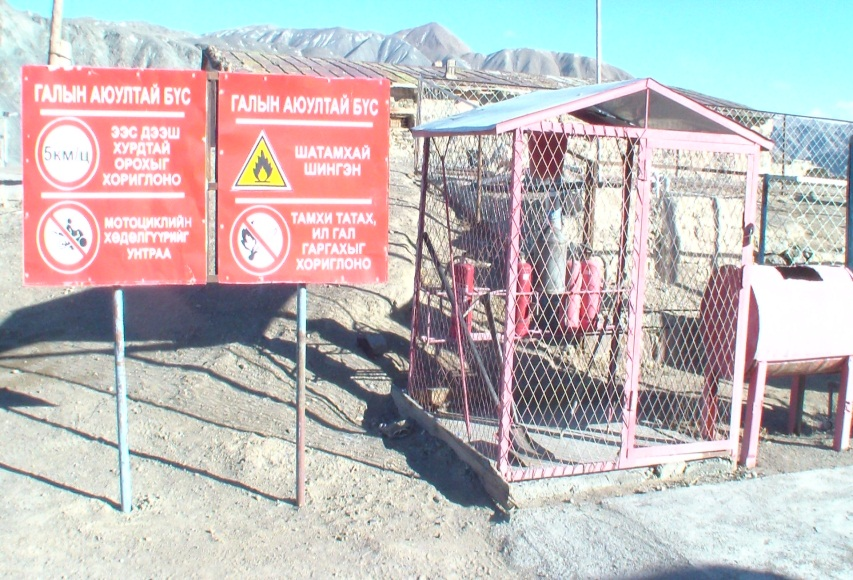 ГАЛЫН АЮУЛТАЙ БҮС
5км/ц
ЭЭС ДЭЭШ
ХУРДТАЙ
ОРОХЫГ
ХОРИГЛОНО
МОТОЦИКЛИЙН
ХӨДӨЛГҮҮРИЙГ
УНТРАА
ГАЛЫН АЮУЛТАЙ БҮС
ШАТАМХАЙ
ШИНГЭН
ТАМХИ ТАТАХ,
ИЛ ГАЛ
ГАРГАХЫГ
ХОРИГЛОНО